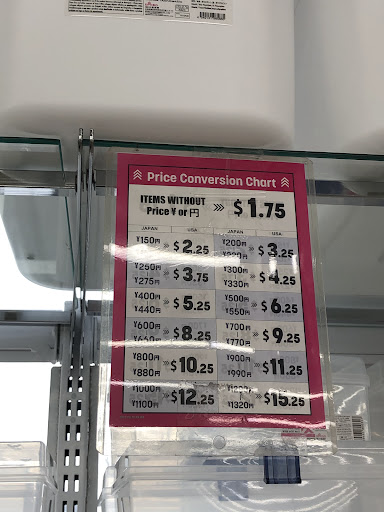 Price Conversion Chart
ITEMS WITHOUT
Price ¥ or 円 $1.75
JAPAN USA JAPAN USA
¥150円 $2.25 ¥200円 $3.25
¥250円 $3.75 ¥300円 $4.25
¥275円 ¥330円
¥400円 $5.25 ¥500円 $6.25
¥440円 ¥550円
¥600円 $8.25 ¥700円 $9.25
¥770円
¥800円 $10.25 ¥900円 $11.25
¥880円 ¥990円
¥1000円 $12.25 $15.25
¥1100円 ¥1320円